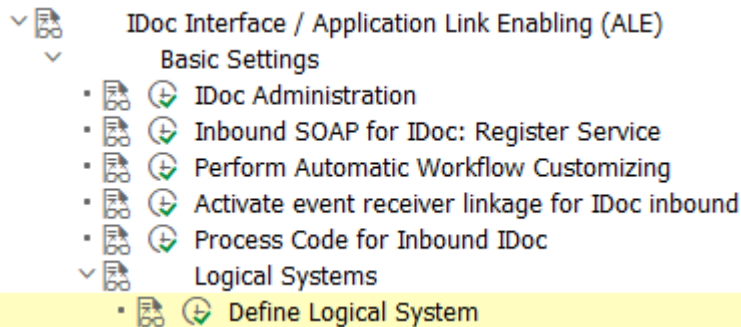 IDoc Interface / Application Link Enabling (ALE)
Basic Settings
IDoc Administration
Inbound SOAP for IDoc: Register Service
Perform Automatic Workflow Customizing
Activate event receiver linkage for IDoc inbound
Process Code for Inbound IDoc
Logical Systems
Define Logical System